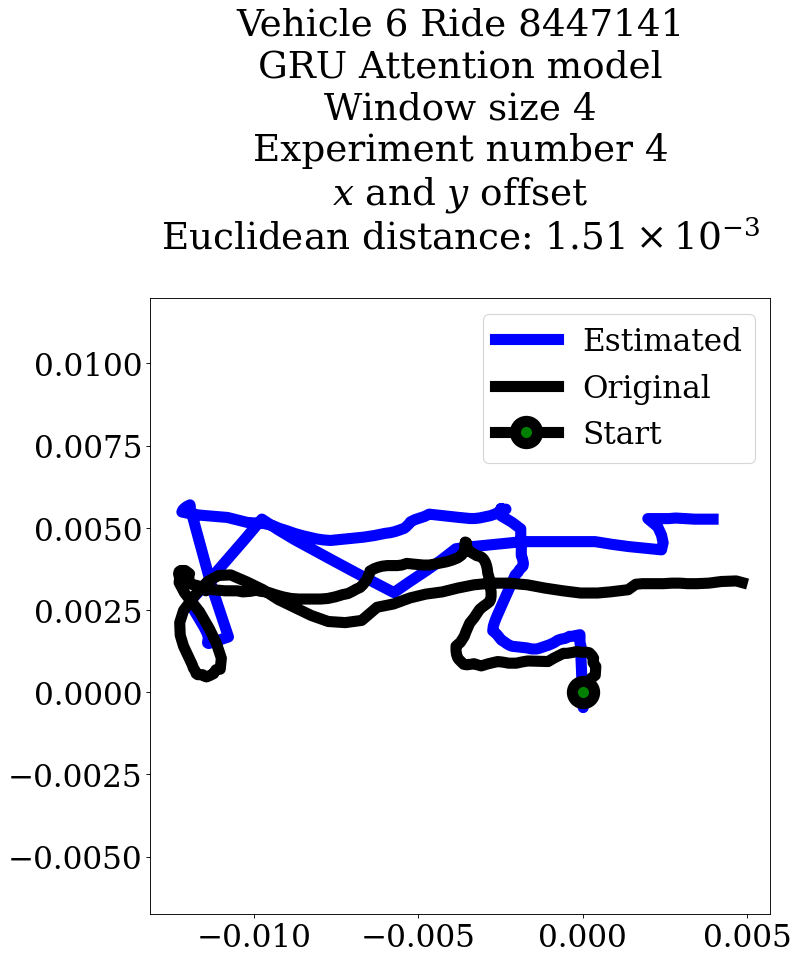 Vehicle 6 Ride 8447141
GRU Attention model
Window size 4
Experiment number 4
x and y offset
Euclidean distance: 1.51 × 10⁻³
Estimated
Original
Start
0.0100
0.0075
0.0050
0.0025
0.0000
−0.0025
−0.0050
−0.010 −0.005 0.000 0.005